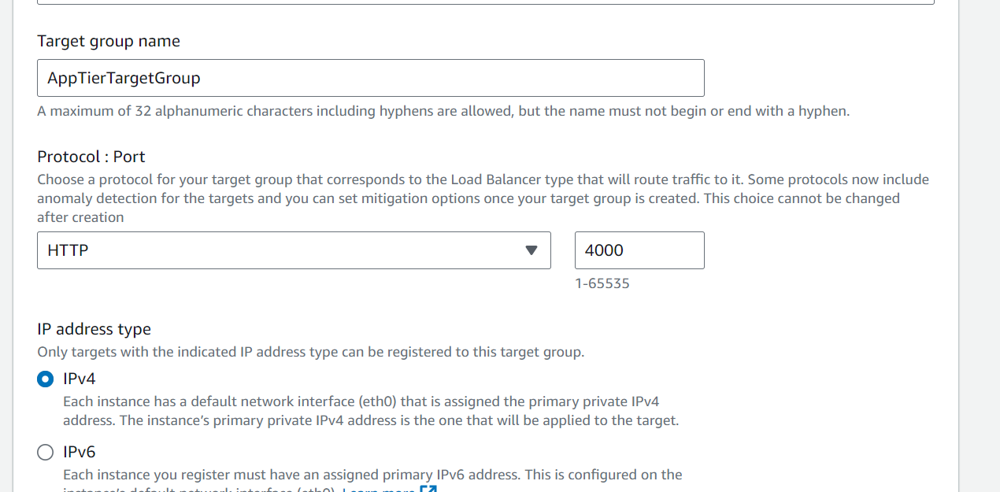 Target group name
AppTierTargetGroup
A maximum of 32 alphanumeric characters including hyphens are allowed, but the name must not begin or end with a hyphen.
Protocol : Port
Choose a protocol for your target group that corresponds to the Load Balancer type that will route traffic to it. Some protocols now include
anomaly detection for the targets and you can set mitigation options once your target group is created. This choice cannot be changed
after creation
HTTP
4000
1-65535
IP address type
Only targets with the indicated IP address type can be registered to this target group.
IPv4
Each instance has a default network interface (eth0) that is assigned the primary private IPv4
address. The instance’s primary private IPv4 address is the one that will be applied to the target.
IPv6
Each instance you register must have an assigned primary IPv6 address. This is configured on the
instance’s default network interface (eth0). Learn more